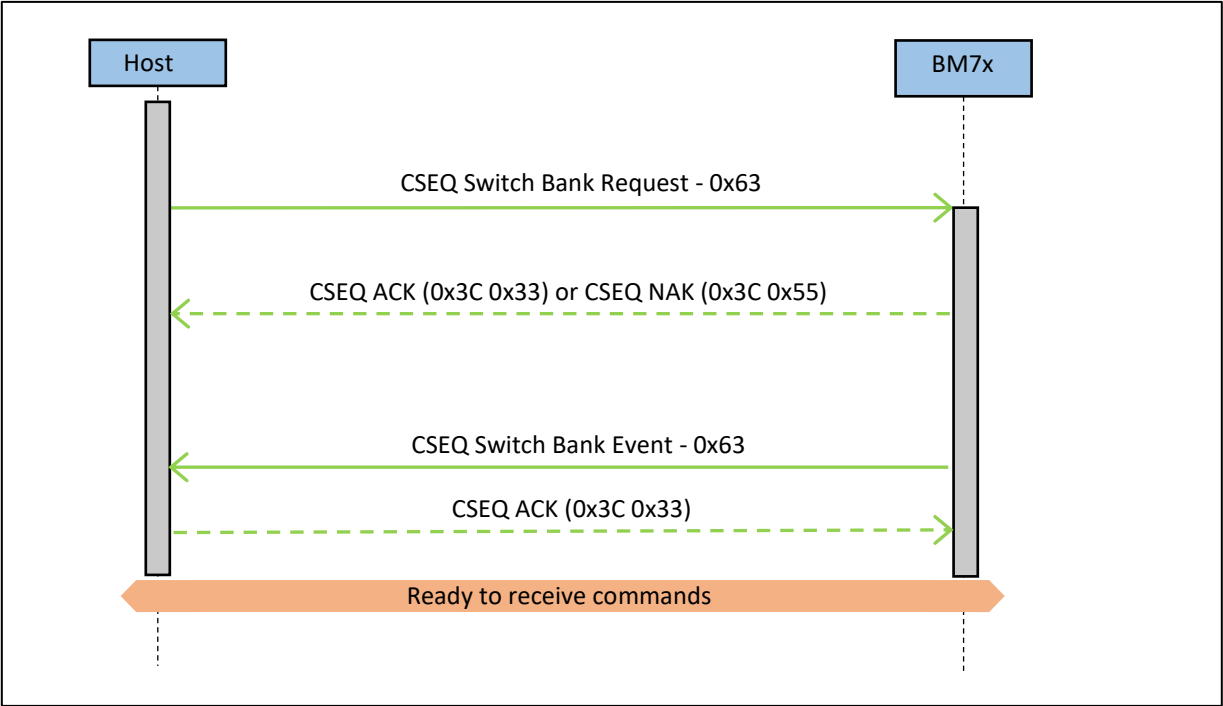 Host
BM7x
CSEQ Switch Bank Request - 0x63
CSEQ ACK (0x3C 0x33) or CSEQ NAK (0x3C 0x55)
CSEQ Switch Bank Event - 0x63
CSEQ ACK (0x3C 0x33)
Ready to receive commands